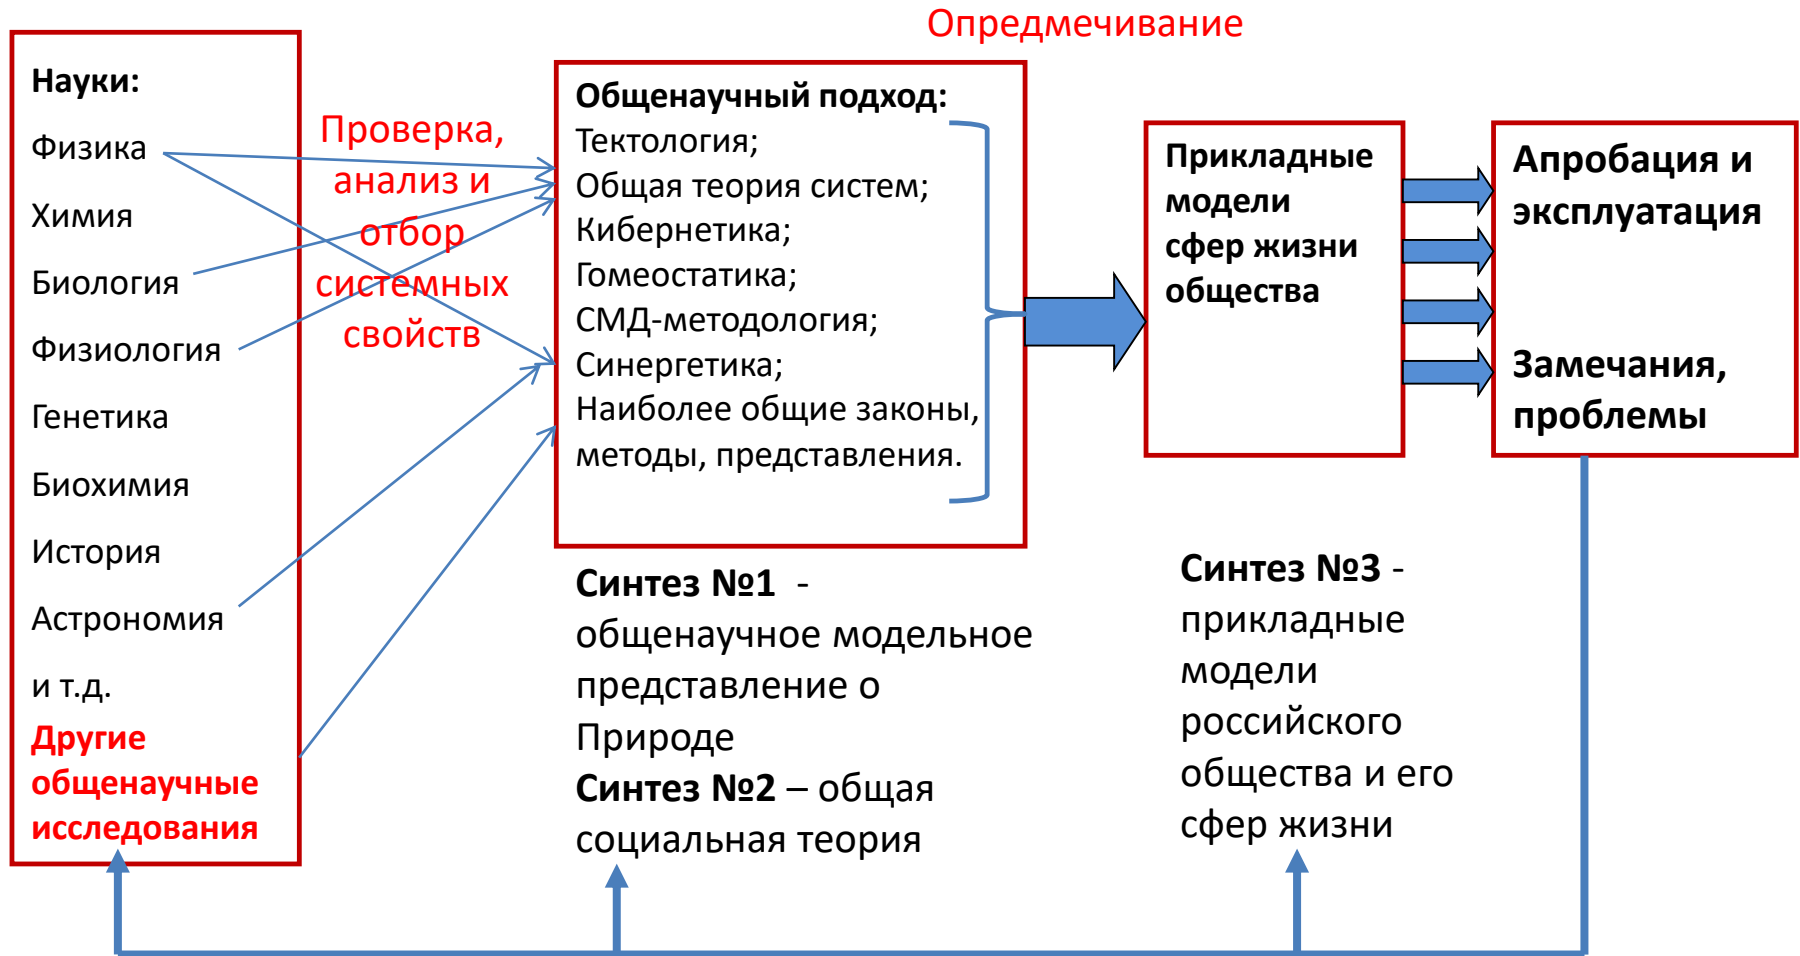 Опредмечивание
Науки:
Физика
Химия
Биология
Физиология
Генетика
Биохимия
История
Астрономия
и т.д.
Другие
общенаучные
исследования
Проверка,
анализ и
отбор
системных
свойств
Общенаучный подход:
Тектология;
Общая теория систем;
Кибернетика;
Гомеостатика;
СМД-методология;
Синергетика;
Наиболее общие законы,
методы, представления.
Синтез №1 -
общенаучное модельное
представление о
Природе
Синтез №2 – общая
социальная теория
Прикладные
модели
сфер жизни
общества
Синтез №3 -
прикладные
модели
российского
общества и его
сфер жизни
Апробация и
эксплуатация
Замечания,
проблемы